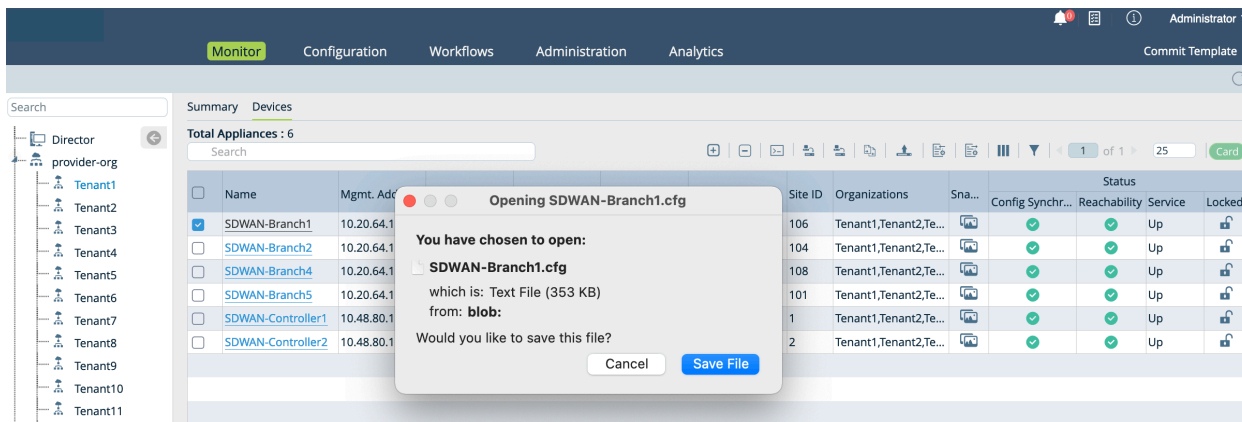 0
Administrator
Monitor Configuration Workflows Administration Analytics Commit Template
Search
Summary Devices
Total Appliances : 6
Search
1 of 1
25
Card
Director
provider-org
Tenant1
Tenant2
Tenant3
Tenant4
Tenant5
Tenant6
Tenant7
Tenant8
Tenant9
Tenant10
Tenant11
Name Mgmt. Add Site ID Organizations Sna... Status
Config Synchr... Reachability Service Locked
SDWAN-Branch1 10.20.64.1 106 Tenant1,Tenant2,Te... Up
SDWAN-Branch2 10.20.64.1 104 Tenant1,Tenant2,Te... Up
SDWAN-Branch4 10.20.64.1 108 Tenant1,Tenant2,Te... Up
SDWAN-Branch5 10.20.64.1 101 Tenant1,Tenant2,Te... Up
SDWAN-Controller1 10.48.80.1 1 Tenant1,Tenant2,Te... Up
SDWAN-Controller2 10.48.80.1 2 Tenant1,Tenant2,Te... Up
Opening SDWAN-Branch1.cfg
You have chosen to open:
SDWAN-Branch1.cfg
which is: Text File (353 KB)
from: blob:
Would you like to save this file?
Cancel Save File